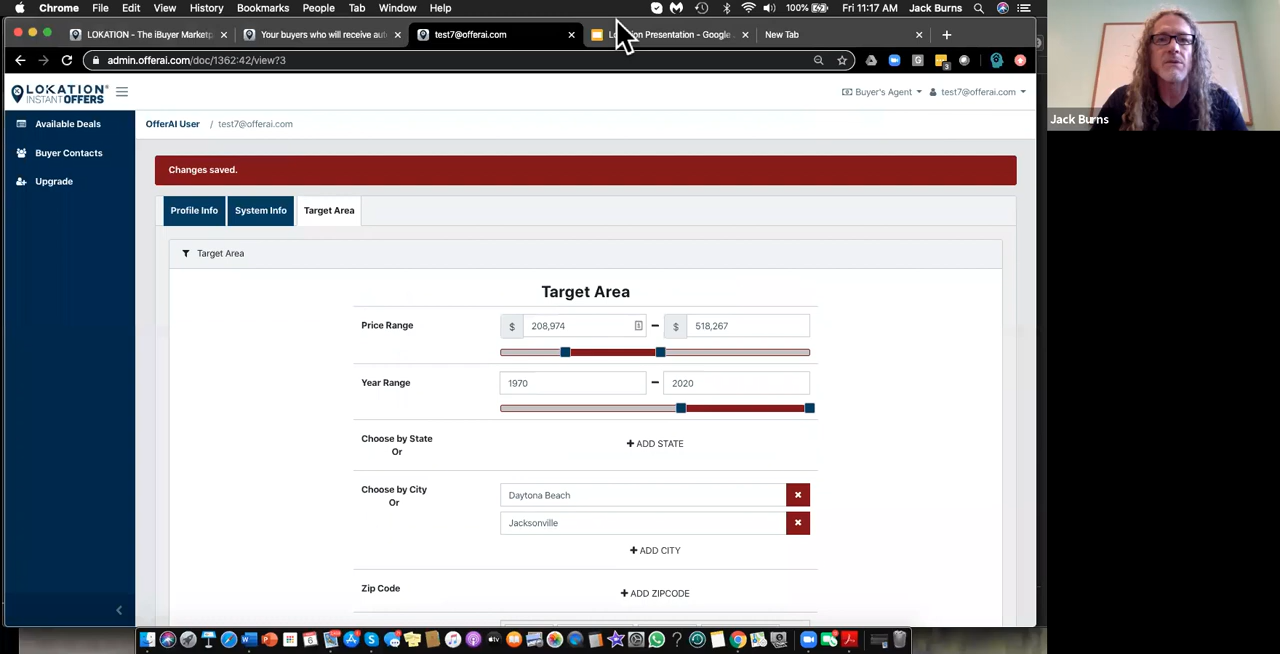 Chrome File Edit View History Bookmarks People Tab Window Help 100% Fri 11:17 AM Jack Burns
LOKATION - The iBuyer Marketp Your buyers who will receive aut test7@offerai.com Presentation - Google New Tab
admin.offerai.com/doc/1362:42/view?3
LOKATION
INSTANT OFFERS
Buyer's Agent test7@offerai.com
Jack Burns
Available Deals
Buyer Contacts
Upgrade
OfferAI User / test7@offerai.com
Changes saved.
Profile Info System Info Target Area
Target Area
Target Area
Price Range $ 208,974 – $ 518,267
Year Range 1970 – 2020
Choose by State
Or
+ ADD STATE
Choose by City
Or
Daytona Beach
Jacksonville
+ ADD CITY
Zip Code + ADD ZIPCODE